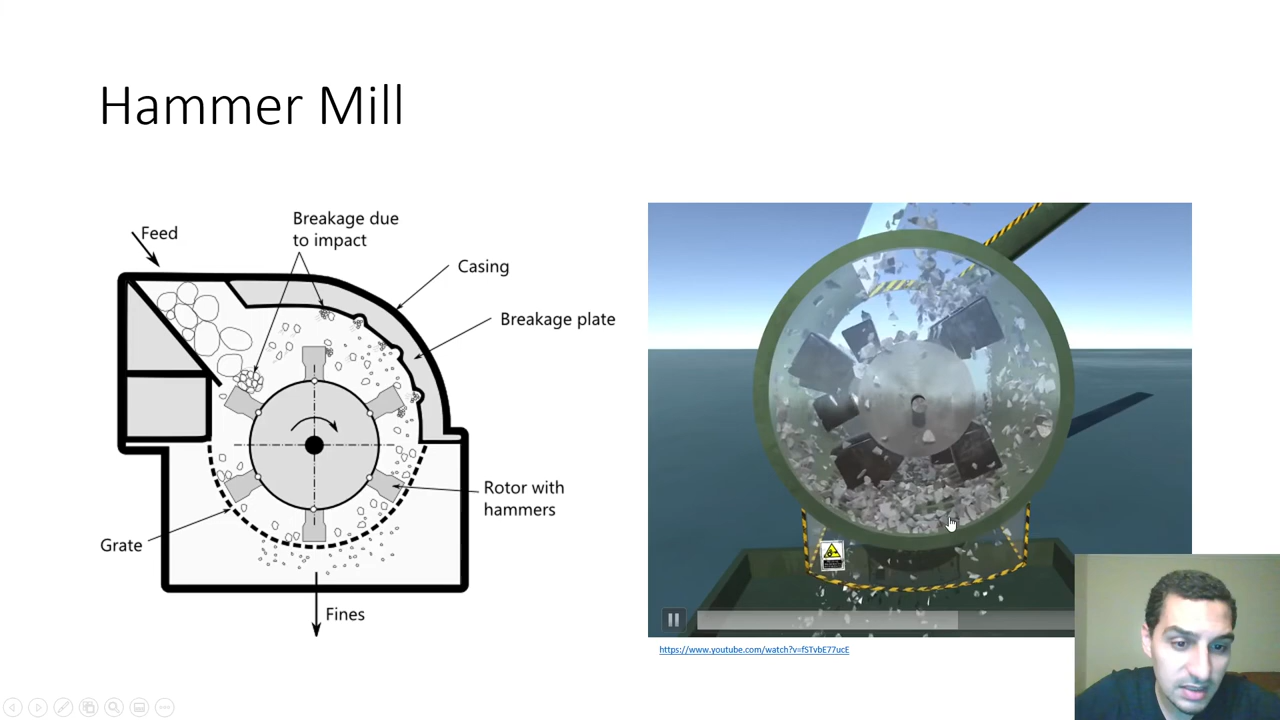 Hammer Mill
Feed
Breakage due
to impact
Casing
Breakage plate
Rotor with
hammers
Grate
Fines
https://www.youtube.com/watch?v=fSTvbE77ucE